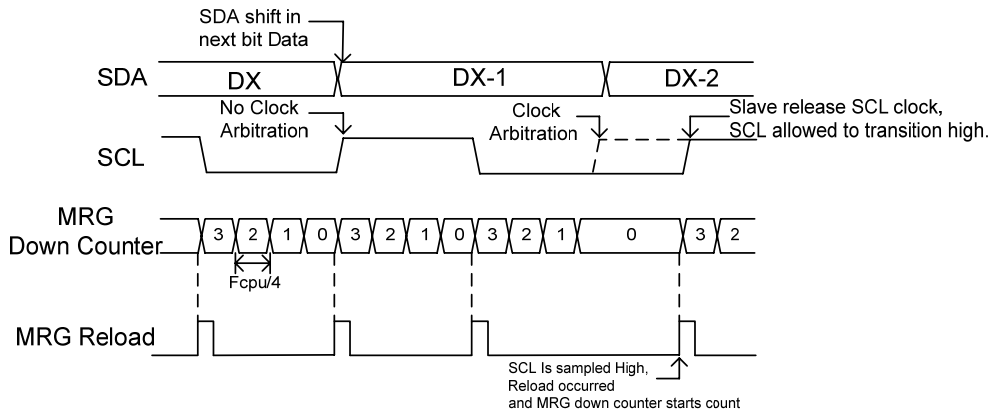 SDA shift in
next bit Data
SDA
DX
DX-1
DX-2
No Clock
Arbitration
Clock
Arbitration
Slave release SCL clock,
SCL allowed to transition high.
SCL
MRG
Down Counter
3 2 1 0 3 2 1 0 3 2 1 0 3 2
Fcpu/4
MRG Reload
SCL Is sampled High,
Reload occurred
and MRG down counter starts count